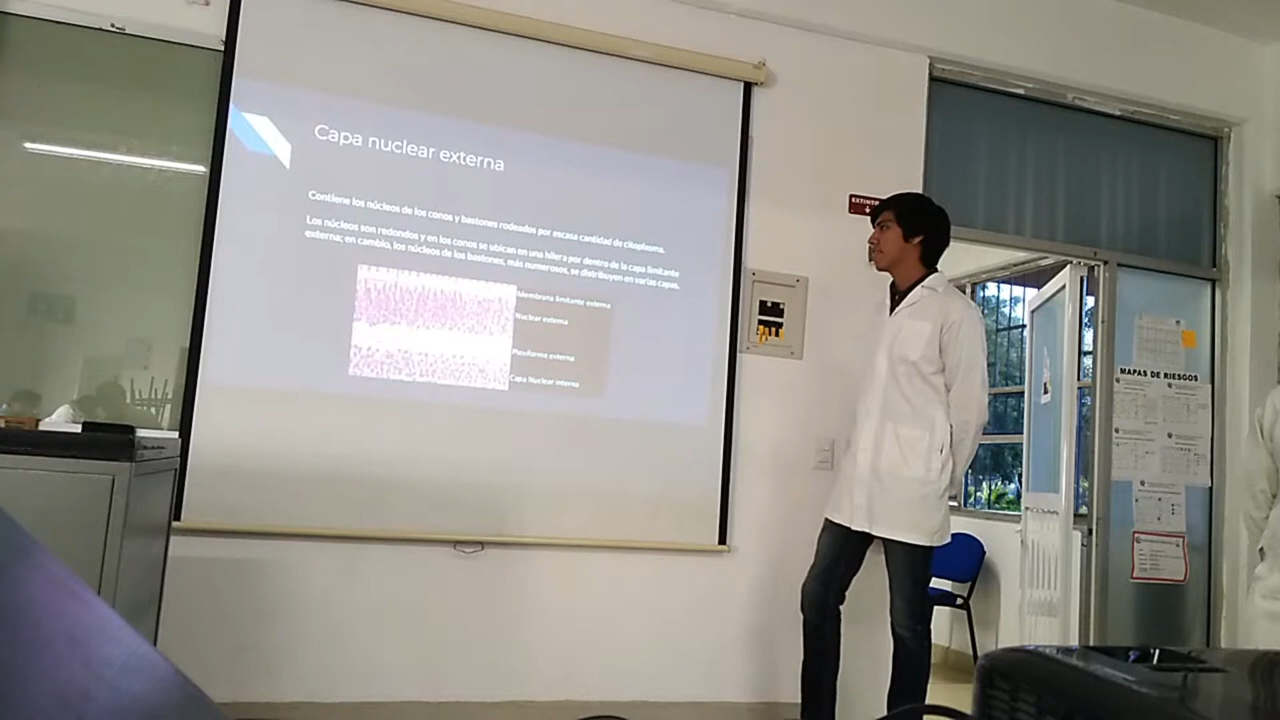 Capa nuclear externa
Contiene los núcleos de los conos y bastones rodeados por escasa cantidad de citoplasma.
Los núcleos son redondos y en los conos se ubican en una hilera por dentro de la capa limitante
externa; en cambio, los núcleos de los bastones, más numerosos, se distribuyen en varias capas.
Membrana limitante externa
Nuclear externa
Plexiforme externa
Capa Nuclear interna
MAPAS DE RIESGOS